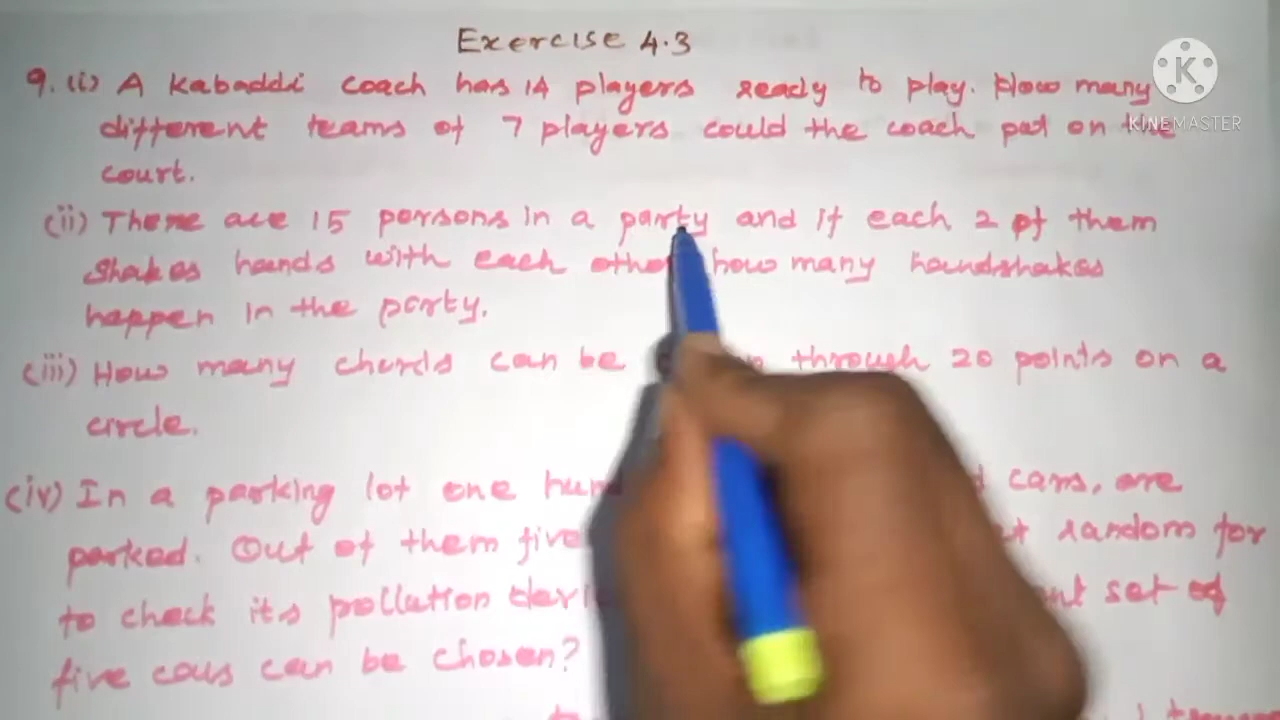 Exercise 4.3
9. (i) A Kabaddi coach has 14 players ready to play. How many
different teams of 7 players could the coach put on the
court.
(ii) There are 15 persons in a party and if each 2 of them
shakes hands with each other how many handshakes
happen in the party.
(iii) How many chords can be through 20 points on a
circle.
(iv) In a parking lot one cars, are
parked. Out of them five random for
to check its pollution set of
five cars can be chosen?
K
KINEMASTER